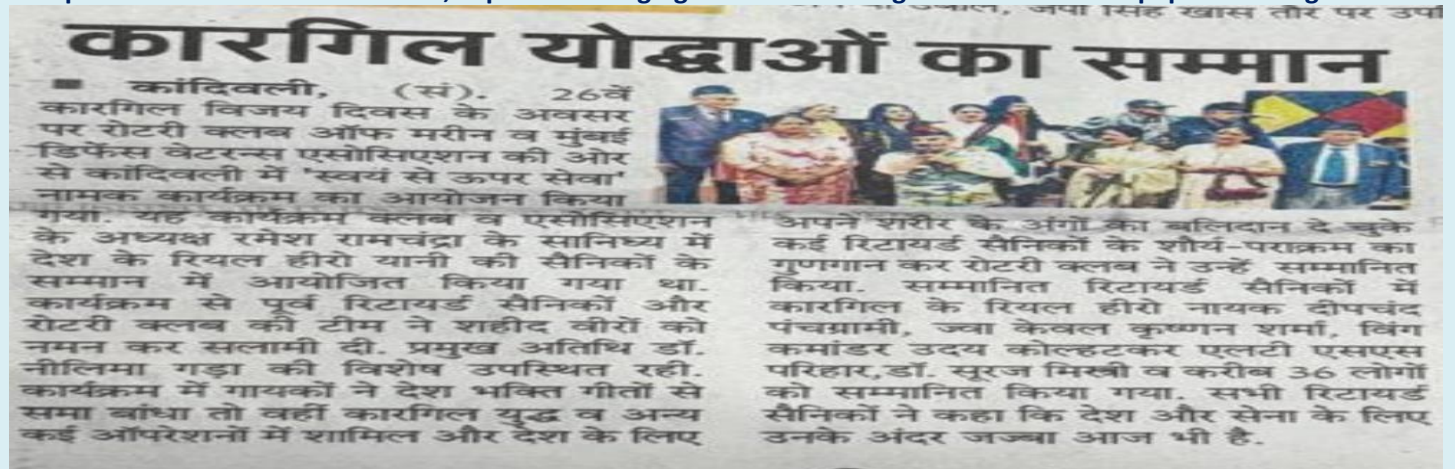 खास तौर पर
कारगिल योद्धाओं का सम्मान
■ कांदिवली, (सं). 26वें
कारगिल विजय दिवस के अवसर
पर रोटरी क्लब ऑफ मरीन व मुंबई
डिफेंस वेटरन्स एसोसिएशन की ओर
से कांदिवली में 'स्वयं से ऊपर सेवा'
नामक कार्यक्रम का आयोजन किया
गया. यह कार्यक्रम क्लब व एसोसिएशन
के अध्यक्ष रमेश रामचंद्रा के सानिध्य में
देश के रियल हीरो यानी की सैनिकों के
सम्मान में आयोजित किया गया था.
कार्यक्रम से पूर्व रिटायर्ड सैनिकों और
रोटरी क्लब की टीम ने शहीद वीरों को
नमन कर सलामी दी. प्रमुख अतिथि डॉ.
नीलिमा गड़ा की विशेष उपस्थित रही.
कार्यक्रम में गायकों ने देश भक्ति गीतों से
समा बांधा तो वहीं कारगिल युद्ध व अन्य
कई ऑपरेशनों में शामिल और देश के लिए
अपने शरीर के अंगों का बलिदान दे चुके
कई रिटायर्ड सैनिकों के शौर्य-पराक्रम का
गुणगान कर रोटरी क्लब ने उन्हें सम्मानित
किया. सम्मानित रिटायर्ड सैनिकों में
कारगिल के रियल हीरो नायक दीपचंद
पंचग्रामी, ज्वा केवल कृष्णन शर्मा, विंग
कमांडर उदय कोल्हटकर एलटी एसएस
परिहार,डॉ. सूरज मिस्त्री व करीब 36 लोगों
को सम्मानित किया गया. सभी रिटायर्ड
सैनिकों ने कहा कि देश और सेना के लिए
उनके अंदर जज्बा आज भी है.